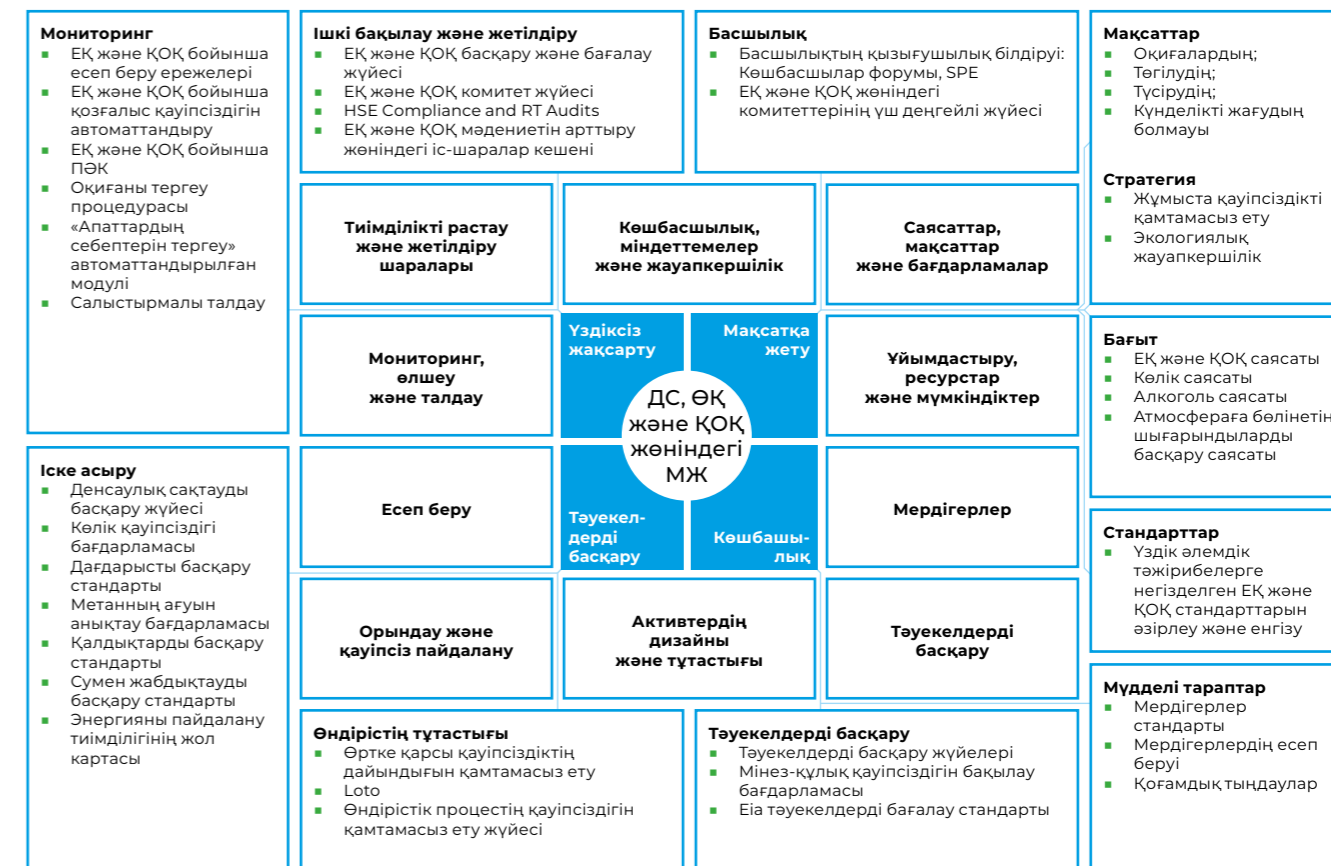 Мониторинг
ЕҚ және ҚОҚ бойынша
есеп беру ережелері
ЕҚ және ҚОҚ бойынша
қозғалыс қауіпсіздігін
автоматтандыру
ЕҚ және ҚОҚ бойынша
ПӘК
Оқиғаны тергеу
процедурасы
«Апаттардың
себептерін тергеу»
автоматтандырылған
модулі
Салыстырмалы талдау
Ішкі бақылау және жетілдіру
ЕҚ және ҚОҚ басқару және бағалау
жүйесі
ЕҚ және ҚОҚ комитет жүйесі
HSE Compliance and RT Audits
ЕҚ және ҚОҚ мәдениетін арттыру
жөніндегі іс-шаралар кешені
Басшылық
Басшылықтың қызығушылық білдіруі:
Көшбасшылар форумы, SPE
ЕҚ және ҚОҚ жөніндегі
комитеттерінің үш деңгейлі жүйесі
Мақсаттар
Оқиғалардың;
Төгілудің;
Түсірудің;
Күнделікті жағудың
болмауы
Стратегия
Жұмыста қауіпсіздікті
қамтамасыз ету
Экологиялық
жауапкершілік
Тиімділікті растау
және жетілдіру
шаралары
Көшбасшылық,
міндеттемелер
және жауапкершілік
Саясаттар,
мақсаттар
және бағдарламалар
Мониторинг,
өлшеу
және талдау
Үздіксіз
жақсарту
Мақсатқа
жету
Ұйымдастыру,
ресурстар
және мүмкіндіктер
ДС, ӨҚ
және ҚОҚ
жөніндегі
МЖ
Бағыт
ЕҚ және ҚОҚ саясаты
Көлік саясаты
Алкоголь саясаты
Атмосфераға бөлінетін
шығарындыларды
басқару саясаты
Іске асыру
Денсаулық сақтауды
басқару жүйесі
Көлік қауіпсіздігі
бағдарламасы
Дағдарысты басқару
стандарты
Метанның ағуын
анықтау бағдарламасы
Қалдықтарды басқару
стандарты
Сумен жабдықтауды
басқару стандарты
Энергияны пайдалану
тиімділігінің жол
картасы
Есеп беру
Тәуекел-
дерді
басқару
Көшбашы-
лық
Мердігерлер
Стандарттар
Үздік әлемдік
тәжірибелерге
негізделген ЕҚ және
ҚОҚ стандарттарын
әзірлеу және енгізу
Орындау және
қауіпсіз пайдалану
Активтердің
дизайны
және тұтастығы
Тәуекелдерді
басқару
Мүдделі тараптар
Мердігерлер
стандарты
Мердігерлердің есеп
беруі
Қоғамдық тыңдаулар
Өндірістің тұтастығы
Өртке қарсы қауіпсіздіктің
дайындығын қамтамасыз ету
Loto
Өндірістік процестің қауіпсіздігін
қамтамасыз ету жүйесі
Тәуекелдерді басқару
Тәуекелдерді басқару жүйелері
Мінез-құлық қауіпсіздігін бақылау
бағдарламасы
Еіа тәуекелдерді бағалау стандарты